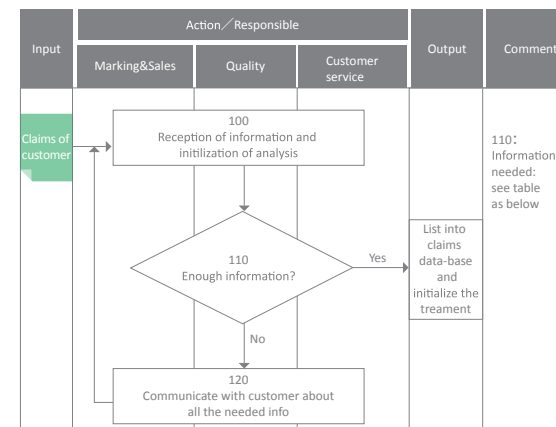 Input
Action／Responsible
Marking&Sales
Quality
Customer
service
Output
Comment
Claims of
customer
100
Reception of information and
initilization of analysis
110：
Information
needed:
see table
as below
110
Enough information?
Yes
List into
claims
data-base
and
initialize the
treament
No
120
Communicate with customer about
all the needed info